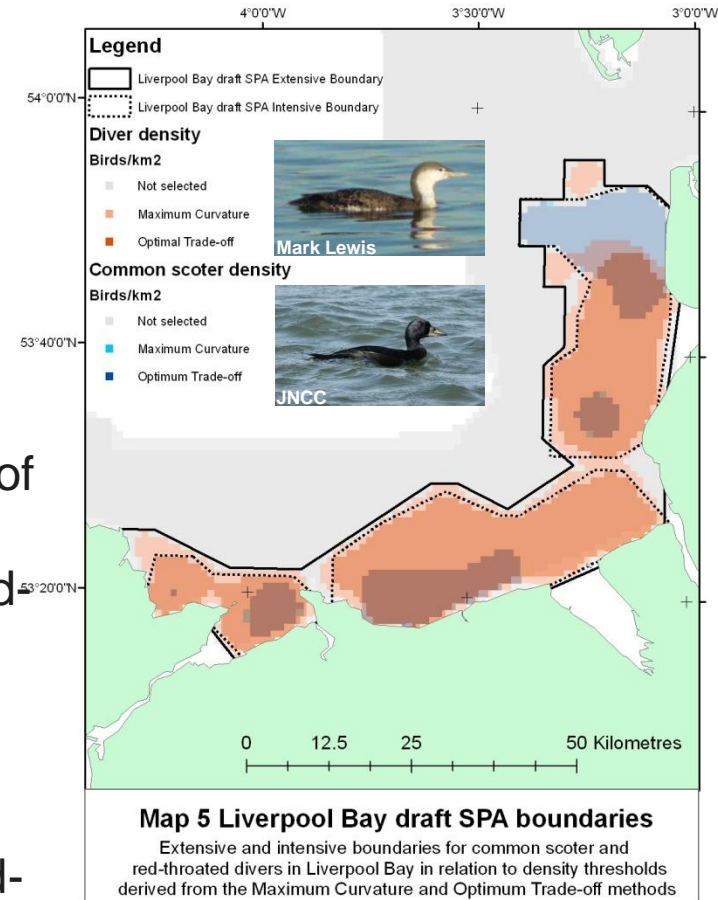 4°0'0"W 3°30'0"W 3°0'0"W
Legend
Liverpool Bay draft SPA Extensive Boundary
54°0'0"N
Liverpool Bay draft SPA Intensive Boundary
Diver density
Birds/km2
Not selected
Maximum Curvature
Optimal Trade-off
Mark Lewis
Common scoter density
Birds/km2
Not selected
53°40'0"N
Maximum Curvature
Optimum Trade-off
JNCC
of
53°20'0"N
d-
0 12.5 25 50 Kilometres
Map 5 Liverpool Bay draft SPA boundaries
Extensive and intensive boundaries for common scoter and
red-throated divers in Liverpool Bay in relation to density thresholds
derived from the Maximum Curvature and Optimum Trade-off methods
d-